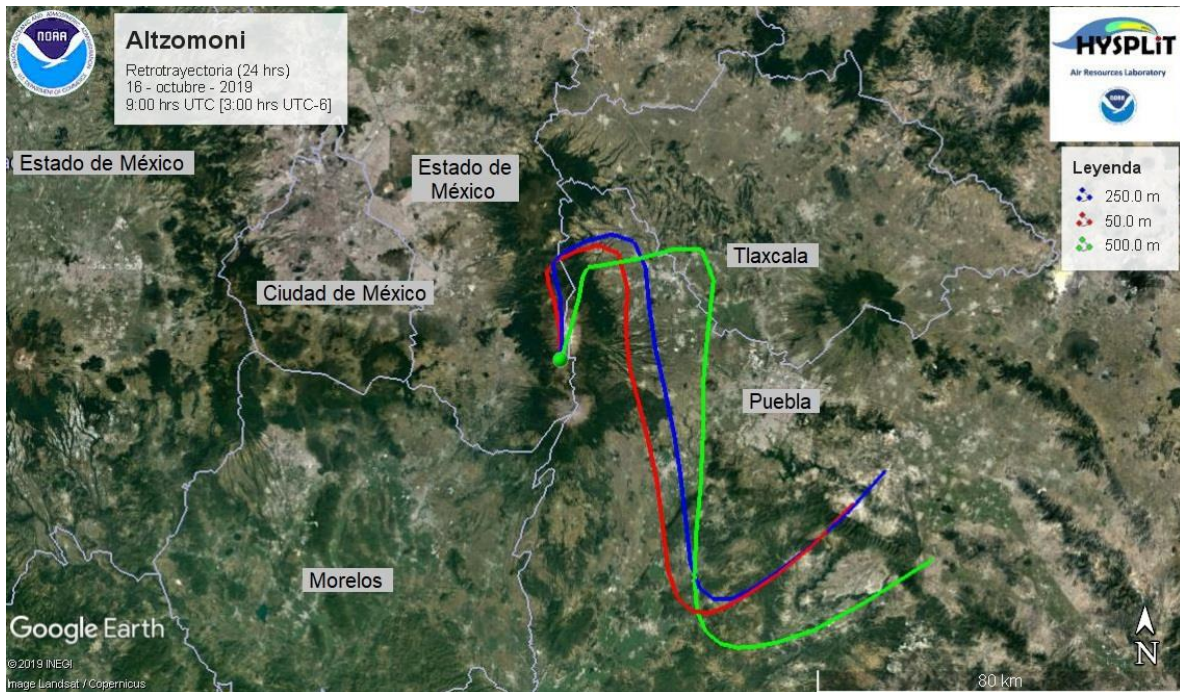 NOAA
Altzomoni
Retrotrayectoria (24 hrs)
16 - octubre - 2019
9:00 hrs UTC [3:00 hrs UTC-6]
HYSPLiT
Air Resources Laboratory
Leyenda
250.0 m
50.0 m
500.0 m
Estado de México
Estado de
México
Tlaxcala
Ciudad de México
Puebla
Morelos
Google Earth
© 2019 INEGI
Image Landsat / Copernicus
N
80 km